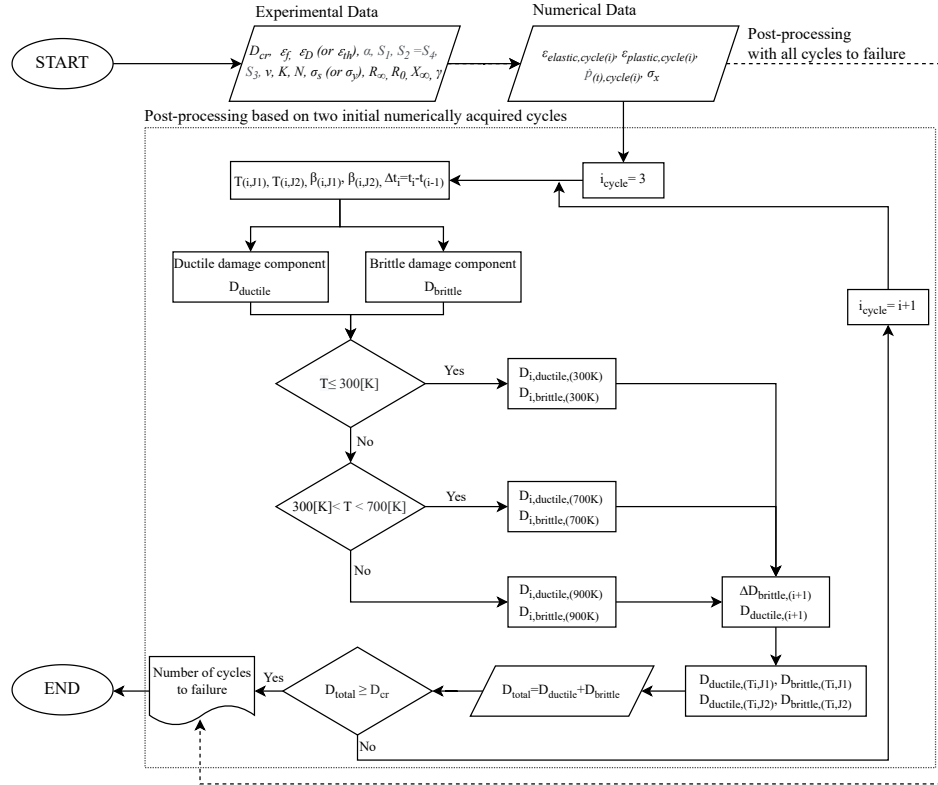 Experimental Data
Numerical Data
START
D_cr, ε_f, ε_D (or ε_th), α, S_1, S_2 =S_4,
S_3, ν, K, N, σ_s (or σ_y), R_∞, R_0, X_∞, γ
ε_elastic,cycle(i), ε_plastic,cycle(i),
ṗ_(t),cycle(i), σ_x
Post-processing
with all cycles to failure
Post-processing based on two initial numerically acquired cycles
T_(i,J1), T_(i,J2), β_(i,J1), β_(i,J2), Δt_i=t_i-t_(i-1)
i_cycle= 3
Ductile damage component
D_ductile
Brittle damage component
D_brittle
i_cycle= i+1
T≤ 300[K]
Yes
D_i,ductile,(300K)
D_i,brittle,(300K)
No
300[K]< T < 700[K]
Yes
D_i,ductile,(700K)
D_i,brittle,(700K)
No
D_i,ductile,(900K)
D_i,brittle,(900K)
ΔD_brittle,(i+1)
D_ductile,(i+1)
END
Number of cycles
to failure
Yes
D_total ≥ D_cr
D_total=D_ductile+D_brittle
D_ductile,(Ti,J1), D_brittle,(Ti,J1)
D_ductile,(Ti,J2), D_brittle,(Ti,J2)
No